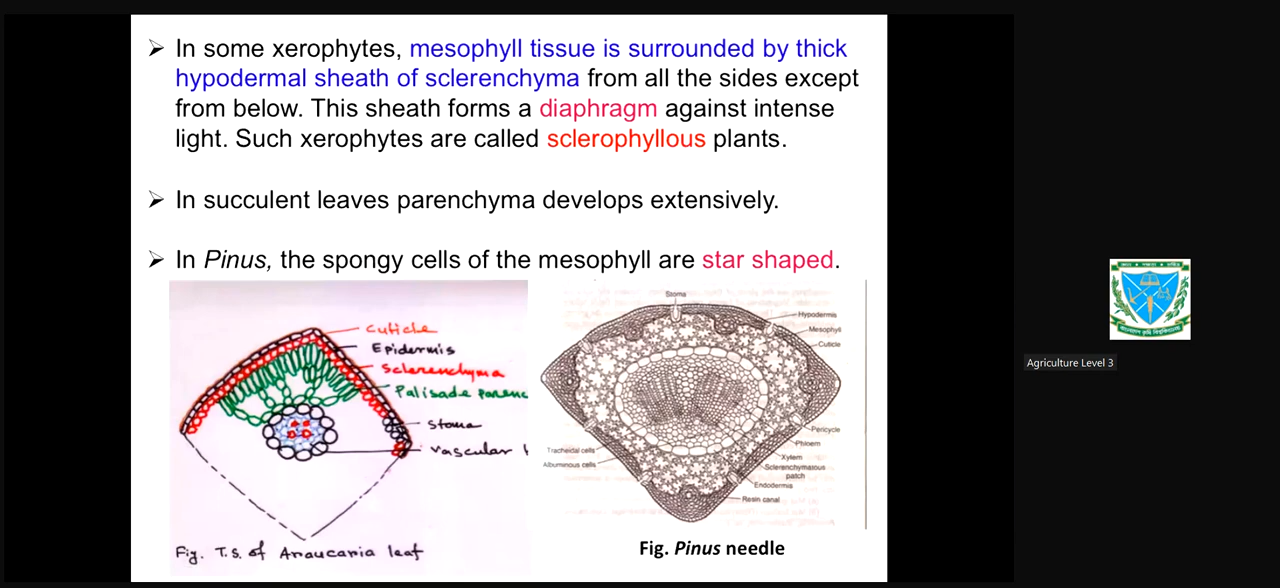 ➢ In some xerophytes, mesophyll tissue is surrounded by thick
hypodermal sheath of sclerenchyma from all the sides except
from below. This sheath forms a diaphragm against intense
light. Such xerophytes are called sclerophyllous plants.
➢ In succulent leaves parenchyma develops extensively.
➢ In Pinus, the spongy cells of the mesophyll are star shaped.
Cuticle
Epidermis
Sclerenchyma
Palisade paren
Stoma
vascular
Fig. T.S. of Araucaria leaf
Stoma
Hypodermis
Mesophyll
Cuticle
Pericycle
Phloem
Xylem
Sclerenchymatous
patch
Endodermis
Resin canal
Tracheidal cells
Albuminous cells
Fig. Pinus needle
Agriculture Level 3